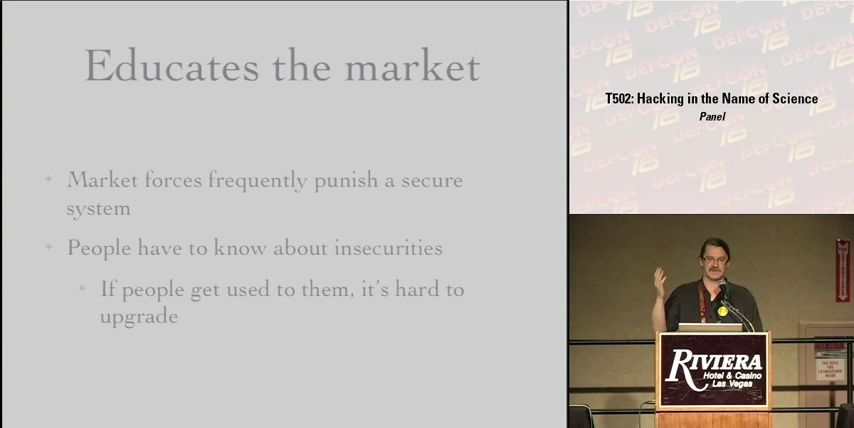 Educates the market
Market forces frequently punish a secure
system
People have to know about insecurities
If people get used to them, it's hard to
upgrade
DEFCON 16
T502: Hacking in the Name of Science
Panel
RIVIERA
Hotel & Casino
Las Vegas